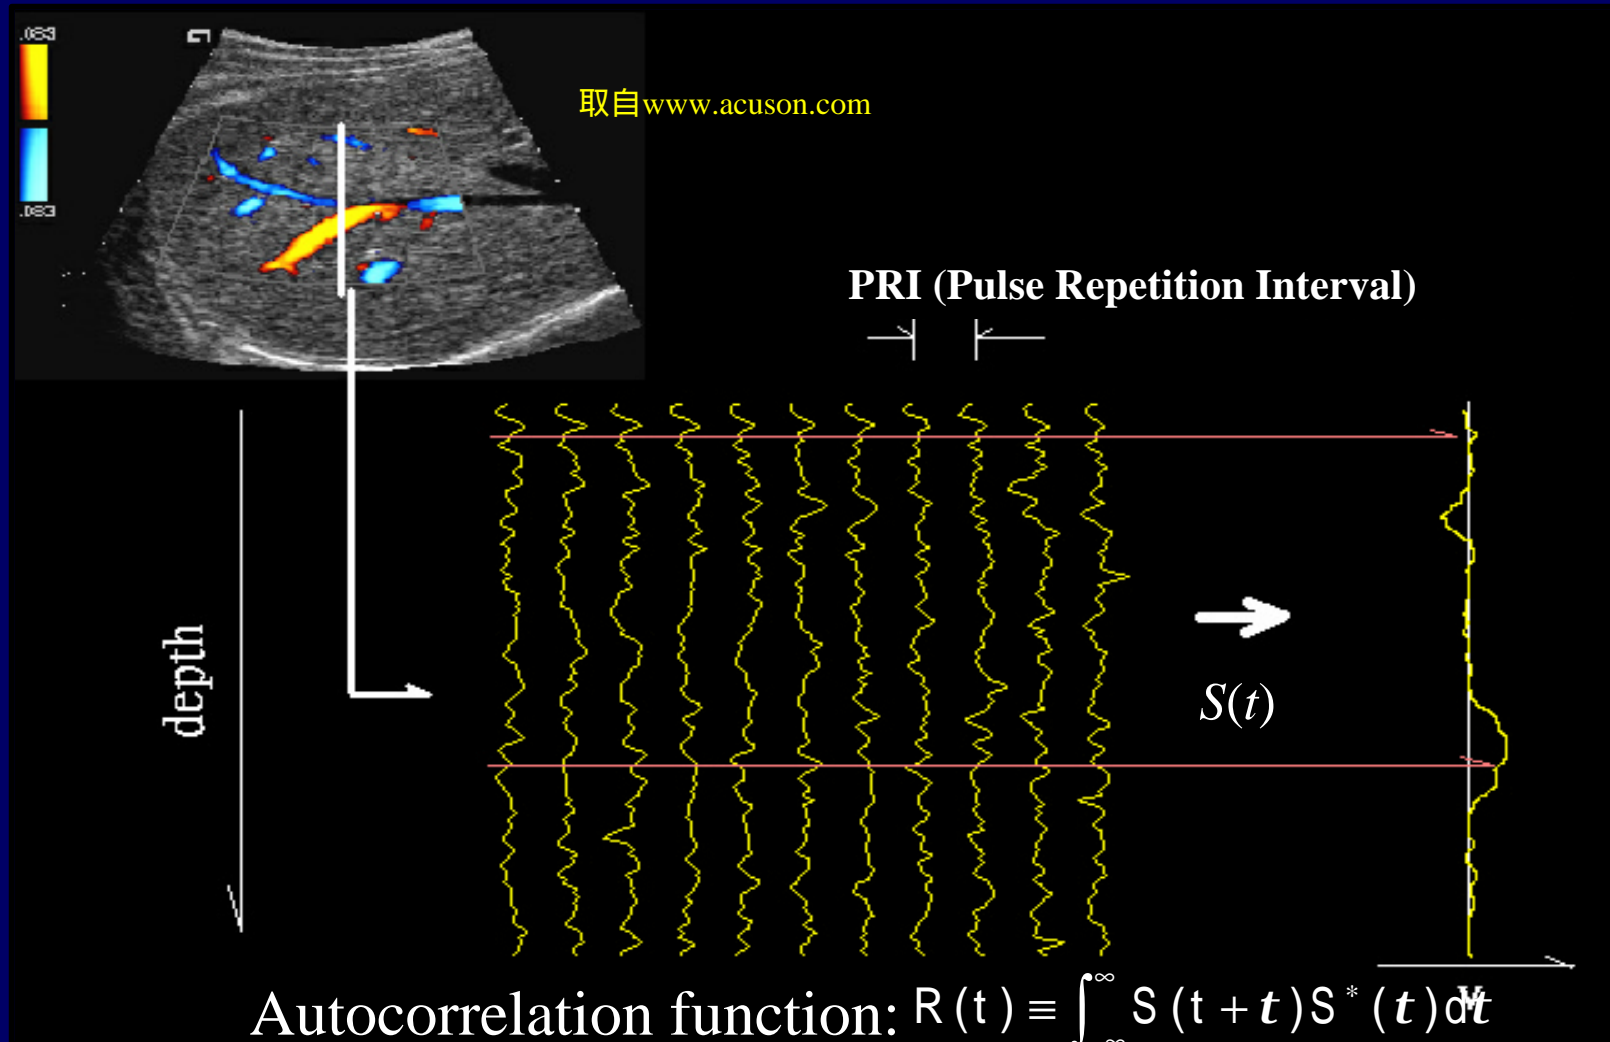 .083
.083
取自www.acuson.com
PRI (Pulse Repetition Interval)
depth
S(t)
Autocorrelation function: R(t) ≡ ∫_{-∞}^{∞} S(t + t)S*(t)dt